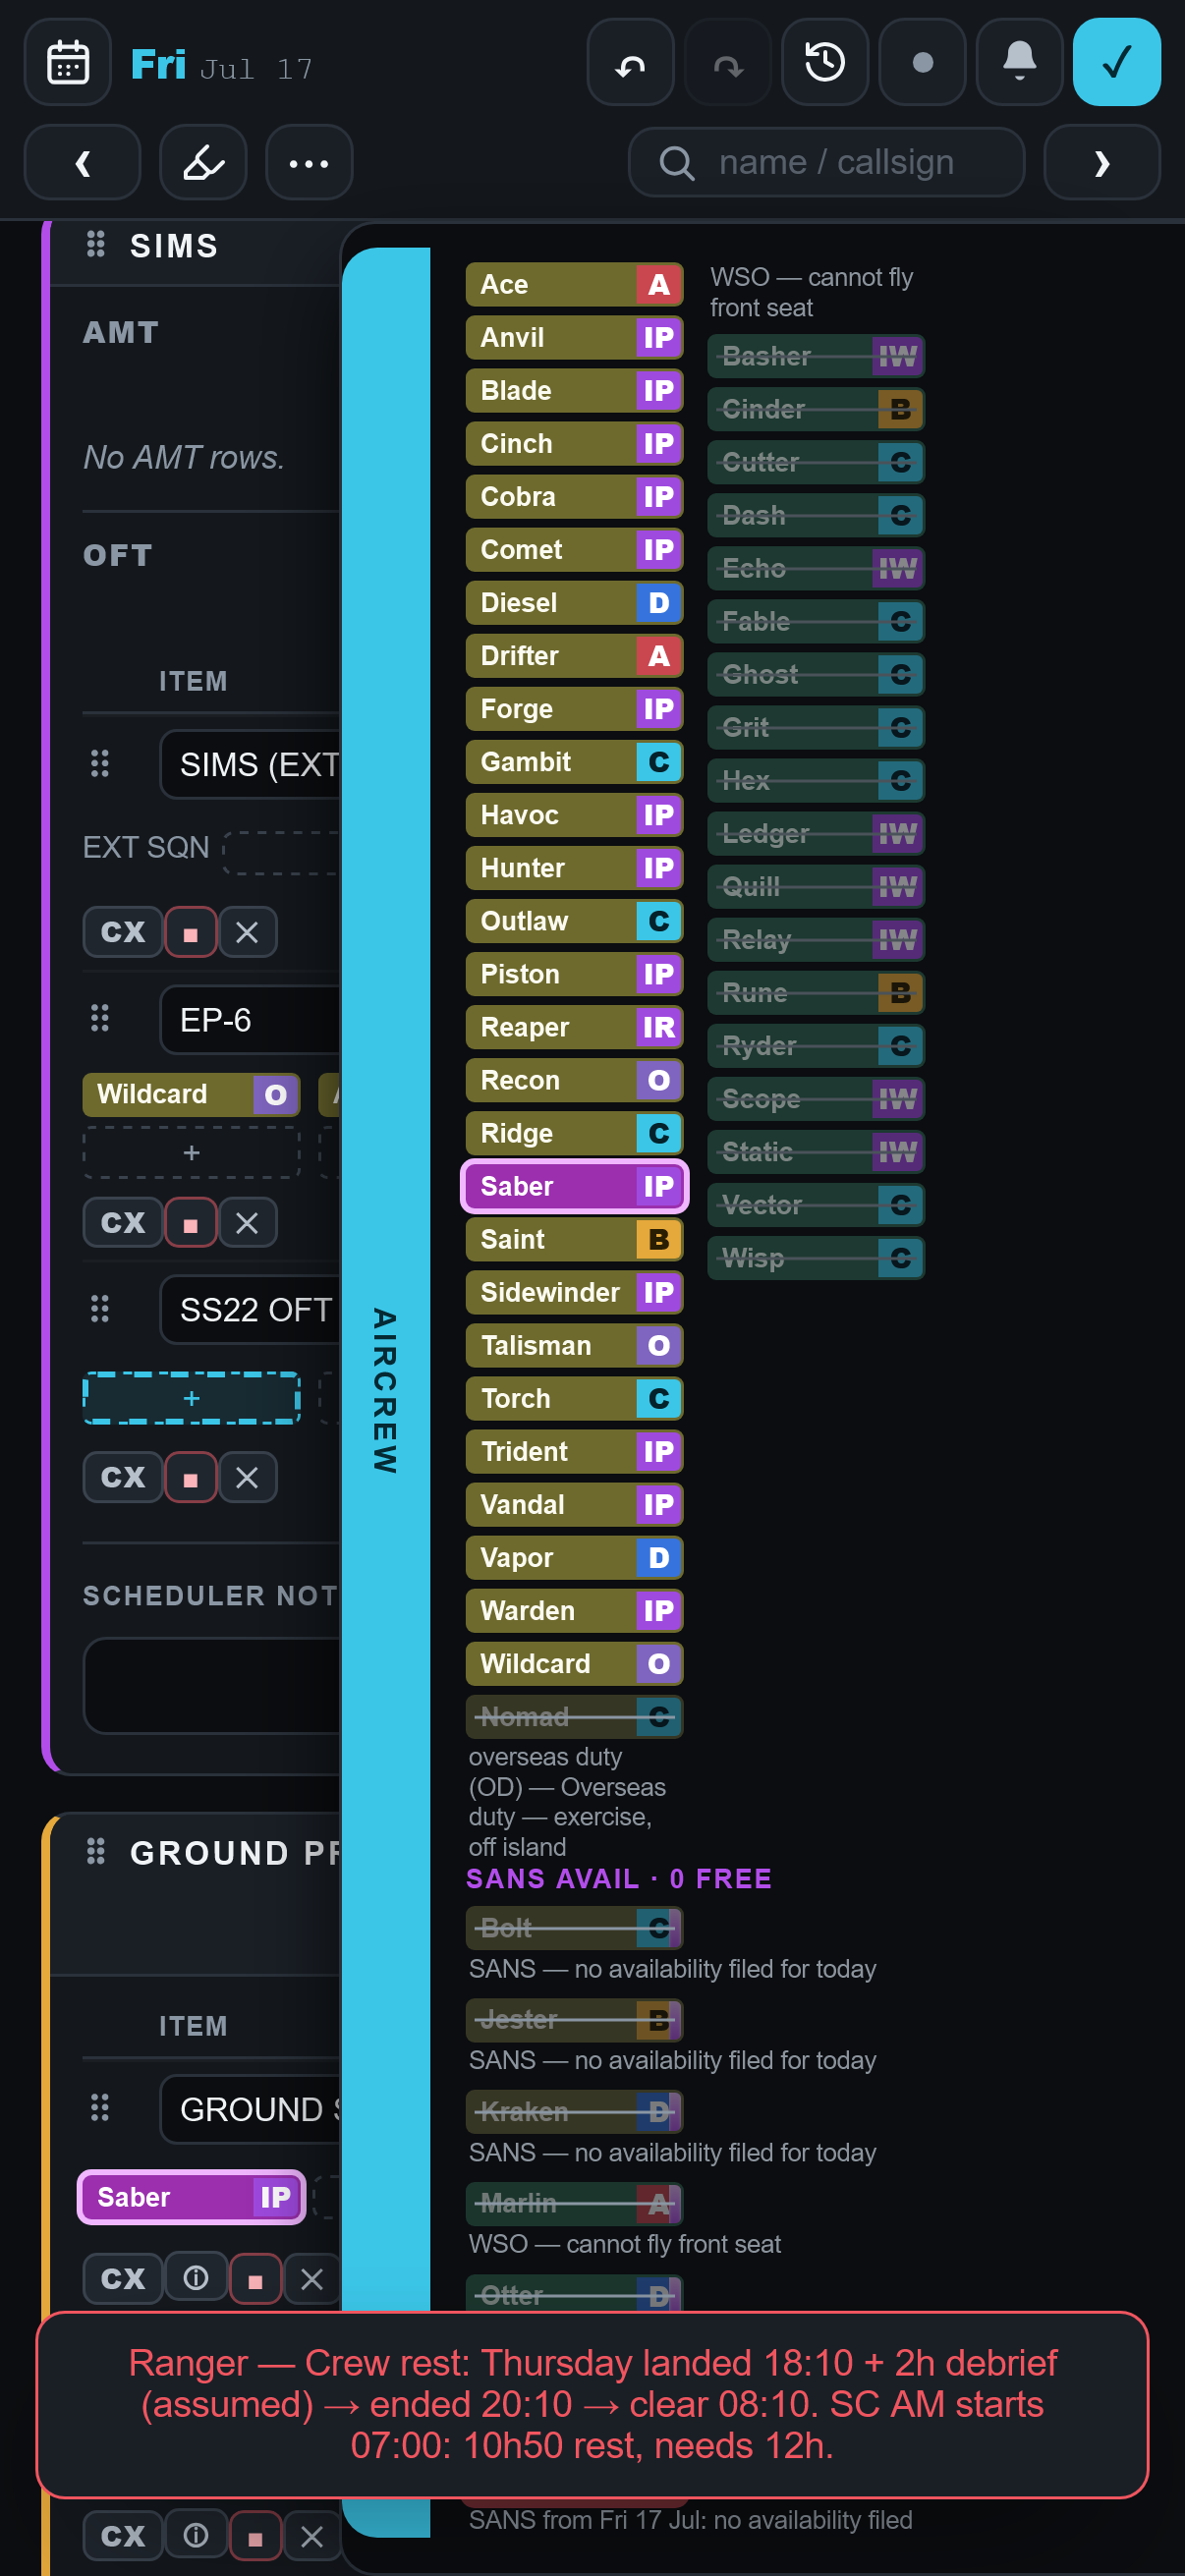 Fri Jul 17
name / callsign
SIMS
AMT
No AMT rows.
OFT
ITEM
SIMS (EXT
EXT SQN
CX
EP-6
Wildcard O
+
CX
SS22 OFT
+
CX
SCHEDULER NOT
GROUND PR
ITEM
GROUND S
Saber IP
CX
CX
AIRCREW
Ace A
Anvil IP
Blade IP
Cinch IP
Cobra IP
Comet IP
Diesel D
Drifter A
Forge IP
Gambit C
Havoc IP
Hunter IP
Outlaw C
Piston IP
Reaper IR
Recon O
Ridge C
Saber IP
Saint B
Sidewinder IP
Talisman O
Torch C
Trident IP
Vandal IP
Vapor D
Warden IP
Wildcard O
Nomad C
overseas duty
(OD) — Overseas
duty — exercise,
off island
WSO — cannot fly
front seat
Basher IW
Cinder B
Cutter C
Dash C
Echo IW
Fable C
Ghost C
Grit C
Hex C
Ledger IW
Quill IW
Relay IW
Rune B
Ryder C
Scope IW
Static IW
Vector C
Wisp C
SANS AVAIL · 0 FREE
Bolt C
SANS — no availability filed for today
Jester B
SANS — no availability filed for today
Kraken D
SANS — no availability filed for today
Marlin A
WSO — cannot fly front seat
Otter D
Ranger — Crew rest: Thursday landed 18:10 + 2h debrief
(assumed) → ended 20:10 → clear 08:10. SC AM starts
07:00: 10h50 rest, needs 12h.
SANS from Fri 17 Jul: no availability filed